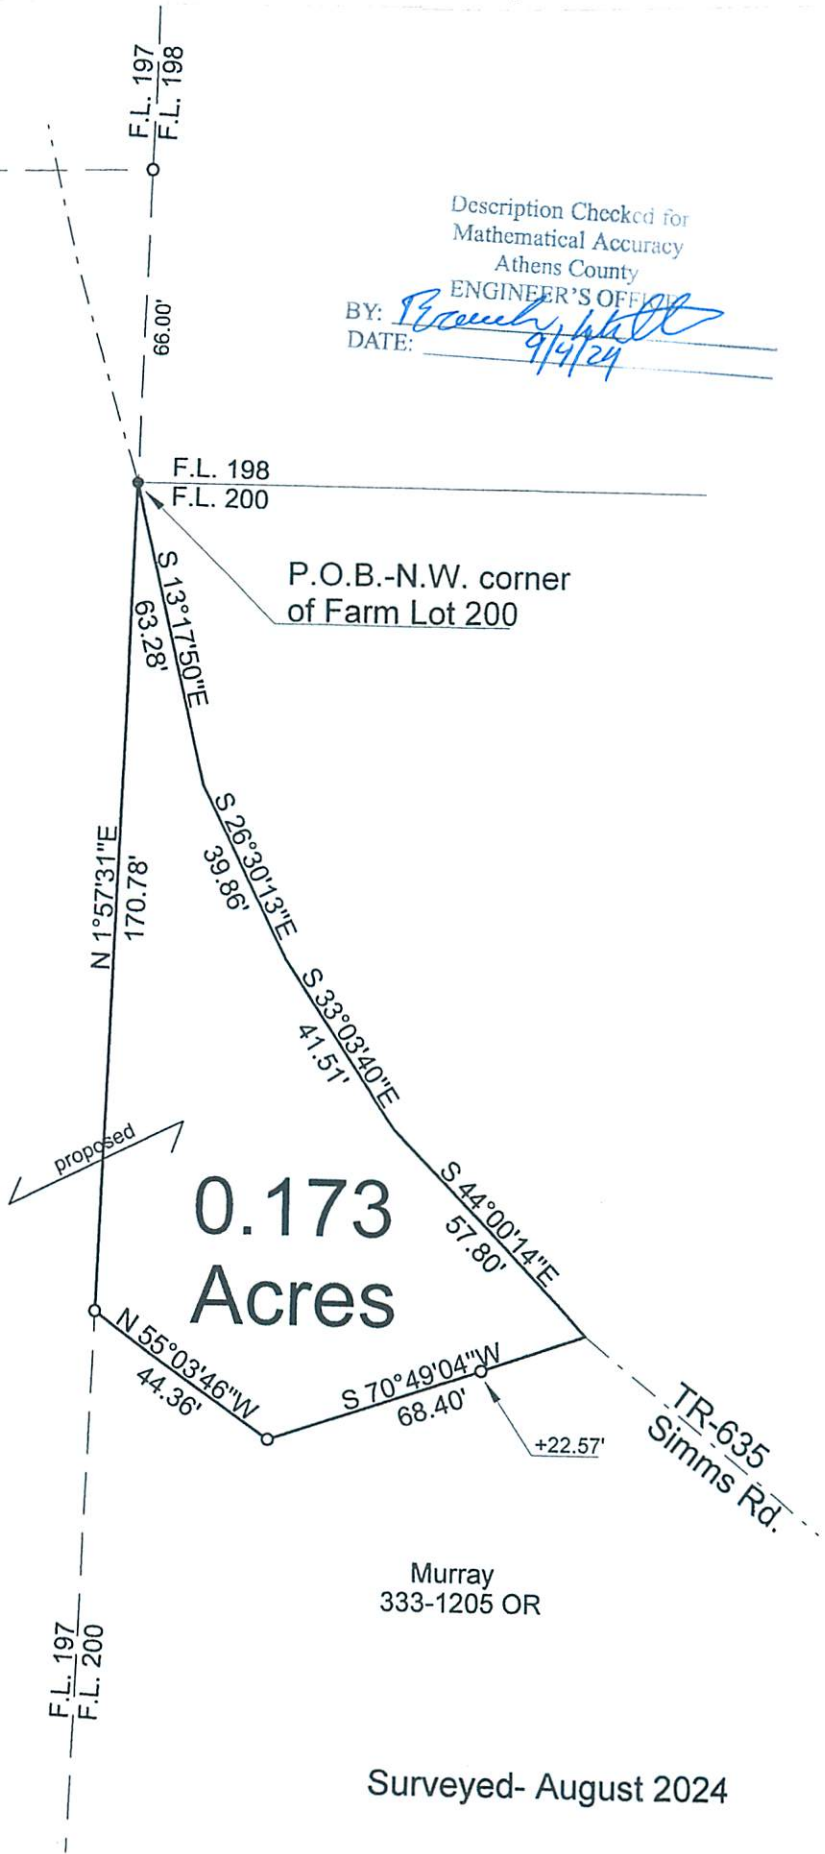 F.L. 197
F.L. 198
Description Checked for
Mathematical Accuracy
Athens County
ENGINEER'S OFFICE
BY:
DATE: 9/4/24
66.00'
F.L. 198
F.L. 200
P.O.B.-N.W. corner
of Farm Lot 200
S 13°17'50"E
63.28'
S 26°30'13"E
39.86'
N 1°57'31"E
170.78'
S 33°03'40"E
41.51'
proposed
0.173
Acres
S 44°00'14"E
57.80'
N 55°03'46"W
44.36'
S 70°49'04"W
68.40'
+22.57'
TR-635
Simms Rd.
Murray
333-1205 OR
F.L. 197
F.L. 200
Surveyed- August 2024